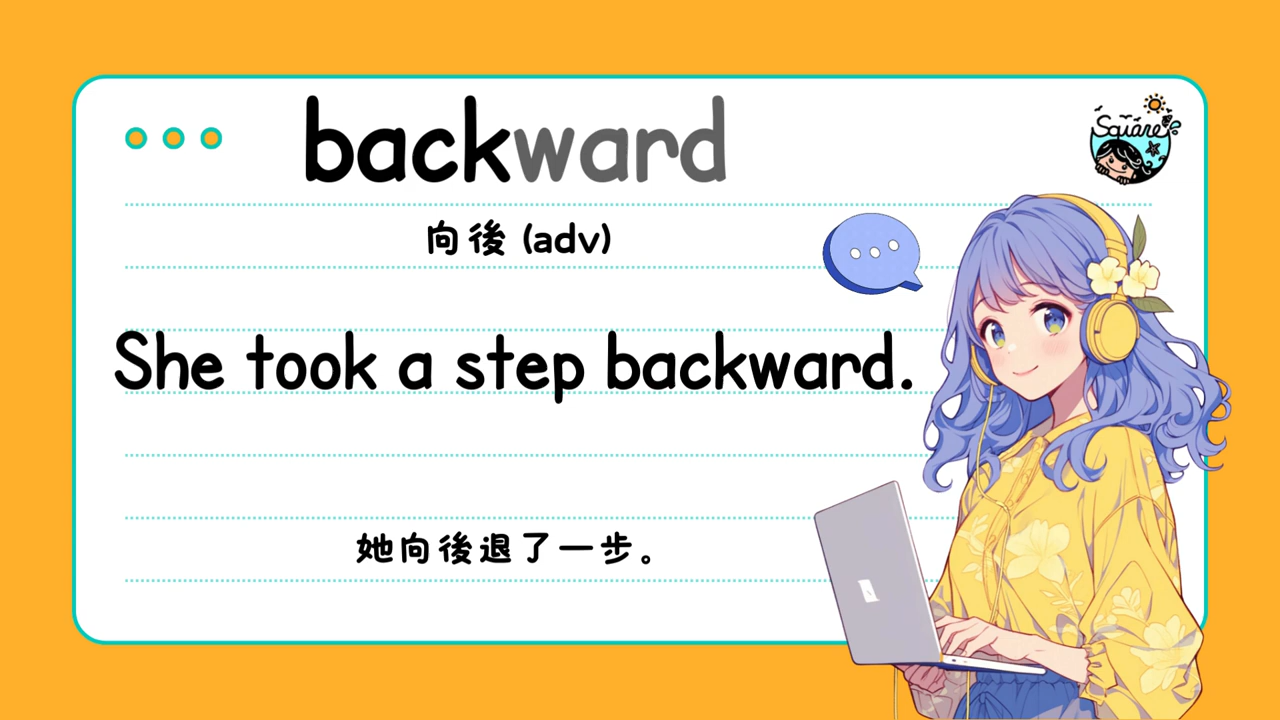 backward
Square
向後 (adv)
She took a step backward.
她向後退了一步。